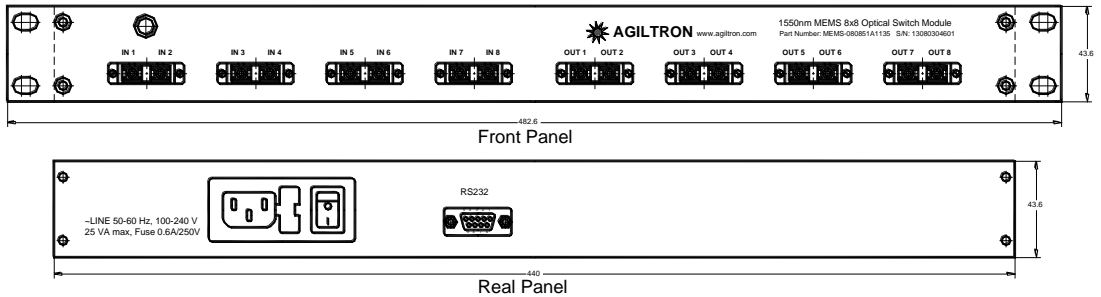 AGILTRON www.agiltron.com
1550nm MEMS 8x8 Optical Switch Module
Part Number: MEMS-080851A1135 S/N: 13080304601
IN 1 IN 2 IN 3 IN 4 IN 5 IN 6 IN 7 IN 8 OUT 1 OUT 2 OUT 3 OUT 4 OUT 5 OUT 6 OUT 7 OUT 8
43.6
482.6
Front Panel
RS232
~LINE 50-60 Hz, 100-240 V
25 VA max, Fuse 0.6A/250V
43.6
440
Real Panel